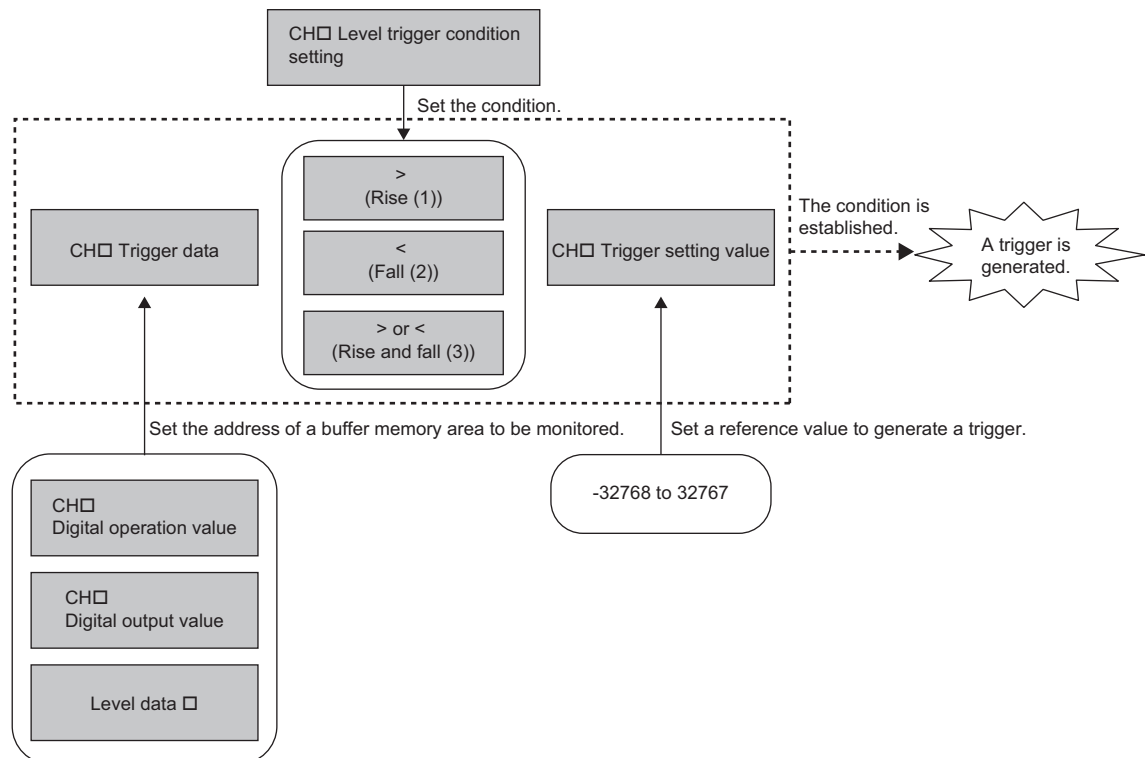 CH□ Level trigger condition
setting
Set the condition.
>
(Rise (1))
CH□ Trigger data
<
(Fall (2))
CH□ Trigger setting value
The condition is
established.
A trigger is
generated.
> or <
(Rise and fall (3))
Set the address of a buffer memory area to be monitored.
Set a reference value to generate a trigger.
CH□
Digital operation value
-32768 to 32767
CH□
Digital output value
Level data □